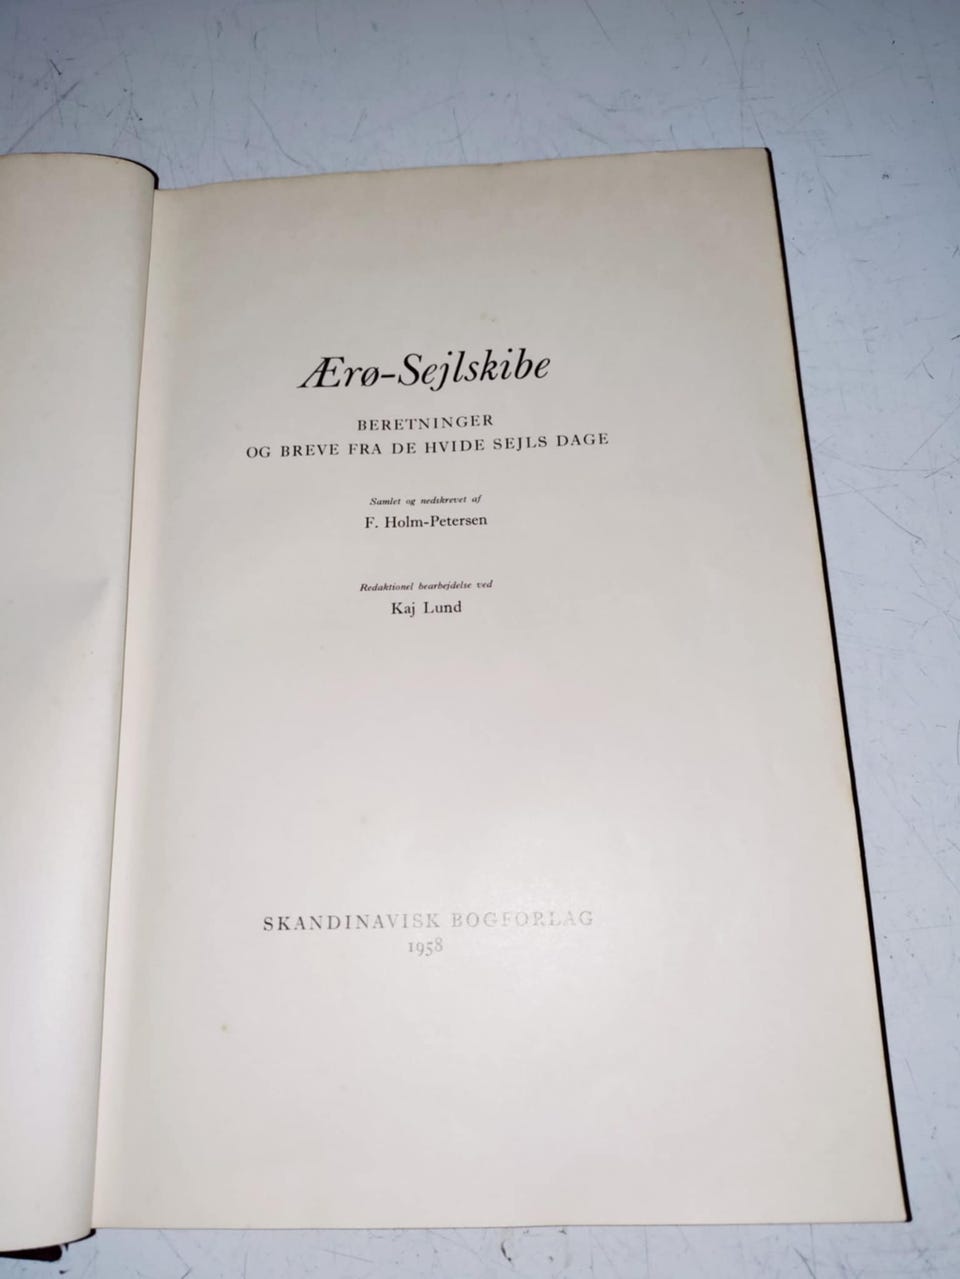 Ærø-Sejlskibe
BERETNINGER
OG BREVE FRA DE HVIDE SEJLS DAGE
Samlet og nedskrevet af
F. Holm-Petersen
Redaktionel bearbejdelse ved
Kaj Lund
SKANDINAVISK BOGFORLAG
1958